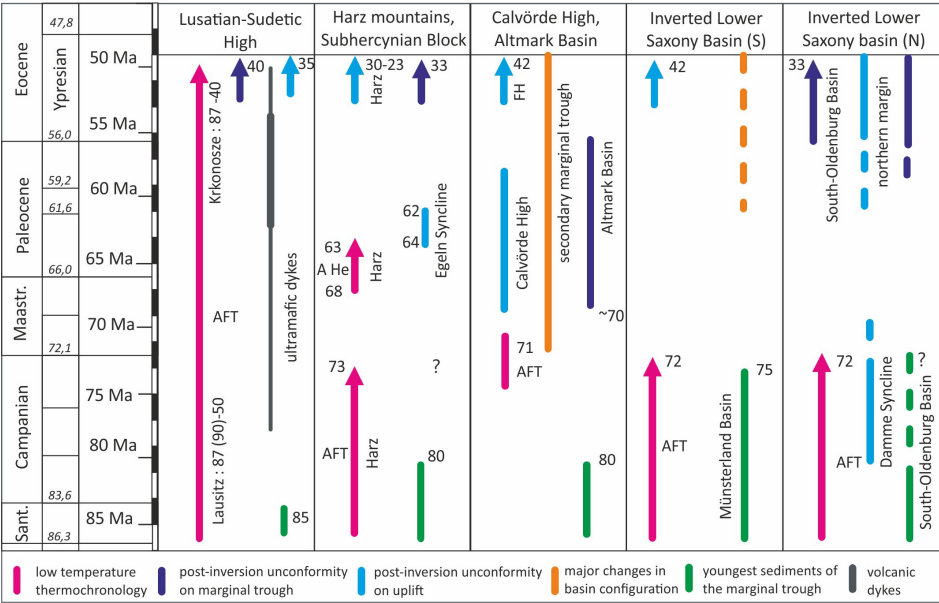 Eocene
Ypresian
Paleocene
Maastr.
Campanian
Sant.
47,8
56,0
59,2
61,6
66,0
72,1
83,6
86,3
50 Ma
55 Ma
60 Ma
65 Ma
70 Ma
75 Ma
80 Ma
85 Ma
Lusatian-Sudetic
High
40
35
Krkonosze : 87 -40
AFT
Lausitz : 87 (90)-50
ultramafic dykes
85
Harz mountains,
Subhercynian Block
30-23
Harz
33
62
64
Egeln Syncline
63
A He
68
Harz
73
?
AFT
Harz
80
Calvörde High,
Altmark Basin
42
FH
secondary marginal trough
Altmark Basin
Calvörde High
~70
71
AFT
80
Inverted Lower
Saxony Basin (S)
42
72
AFT
75
Münsterland Basin
Inverted Lower
Saxony basin (N)
33
South-Oldenburg Basin
northern margin
72
AFT
Damme Syncline
?
South-Oldenburg Basin
low temperature
thermochronology
post-inversion unconformity
on marginal trough
post-inversion unconformity
on uplift
major changes in
basin configuration
youngest sediments of
the marginal trough
volcanic
dykes